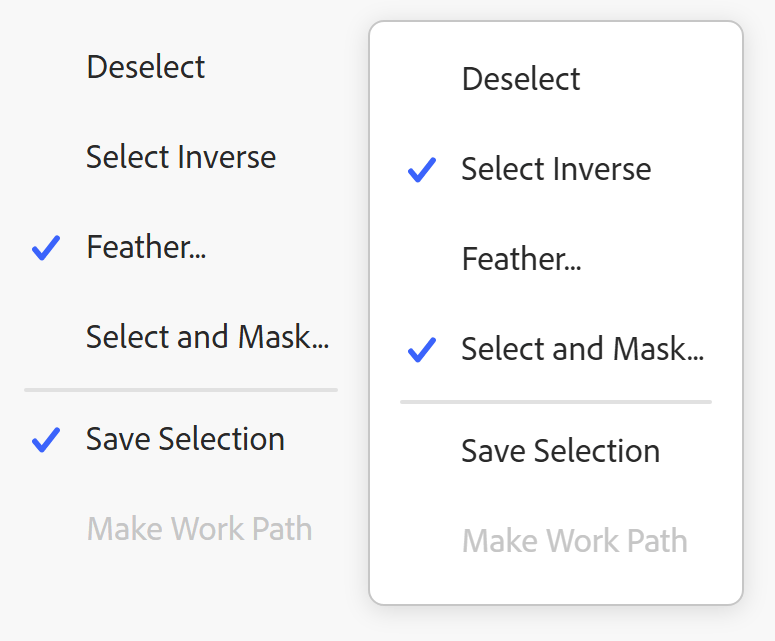 Deselect
Select Inverse
Feather...
Select and Mask...
Save Selection
Make Work Path
Deselect
Select Inverse
Feather...
Select and Mask...
Save Selection
Make Work Path